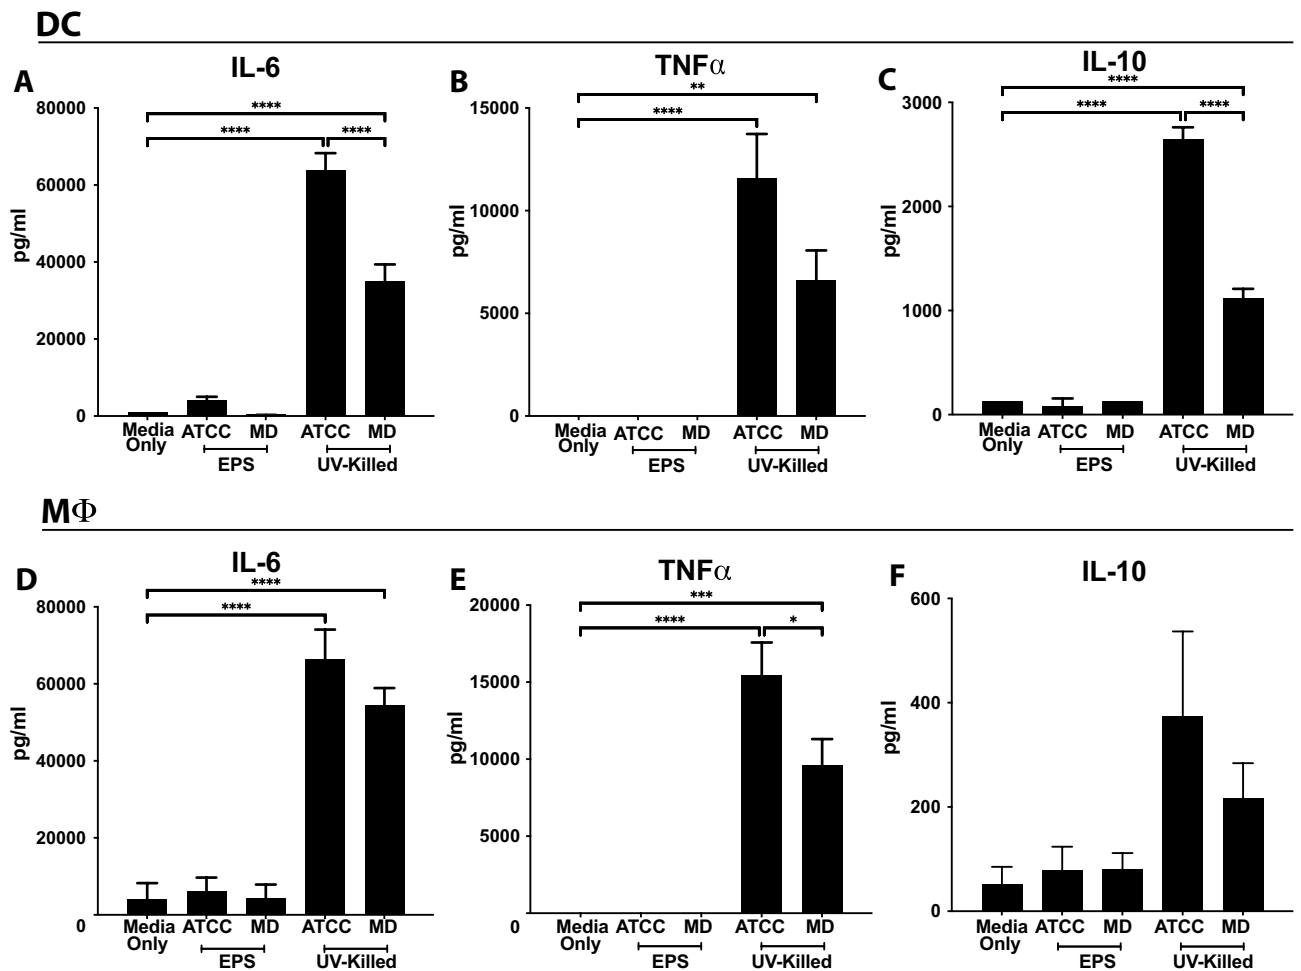 DC
A
IL-6
80000
60000
40000
20000
0
pg/ml
****
****
****
Media Only
ATCC
MD
ATCC
MD
EPS
UV-Killed
B
TNFα
15000
10000
5000
0
pg/ml
**
****
Media Only
ATCC
MD
ATCC
MD
EPS
UV-Killed
C
IL-10
3000
2000
1000
0
pg/ml
****
****
****
Media Only
ATCC
MD
ATCC
MD
EPS
UV-Killed
MΦ
D
IL-6
80000
60000
40000
20000
0
pg/ml
****
****
Media Only
ATCC
MD
ATCC
MD
EPS
UV-Killed
E
TNFα
20000
15000
10000
5000
0
pg/ml
***
****
*
Media Only
ATCC
MD
ATCC
MD
EPS
UV-Killed
F
IL-10
600
400
200
0
pg/ml
Media Only
ATCC
MD
ATCC
MD
EPS
UV-Killed